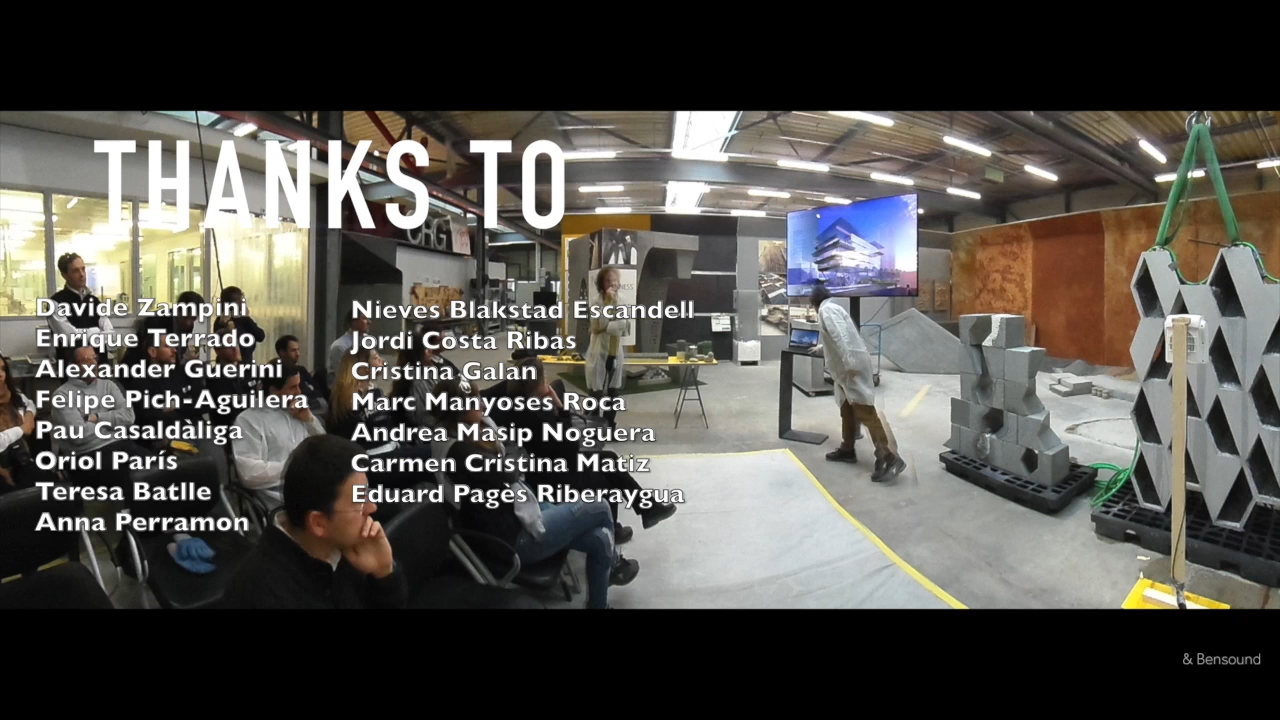 THANKS TO
Davide Zampini
Enrique Terrado
Alexander Guerini
Felipe Pich-Aguilera
Pau Casaldàliga
Oriol París
Teresa Batlle
Anna Perramon
Nieves Blakstad Escandell
Jordi Costa Ribas
Cristina Galan
Marc Manyoses Roca
Andrea Masip Noguera
Carmen Cristina Matiz
Eduard Pagès Riberaygua
& Bensound